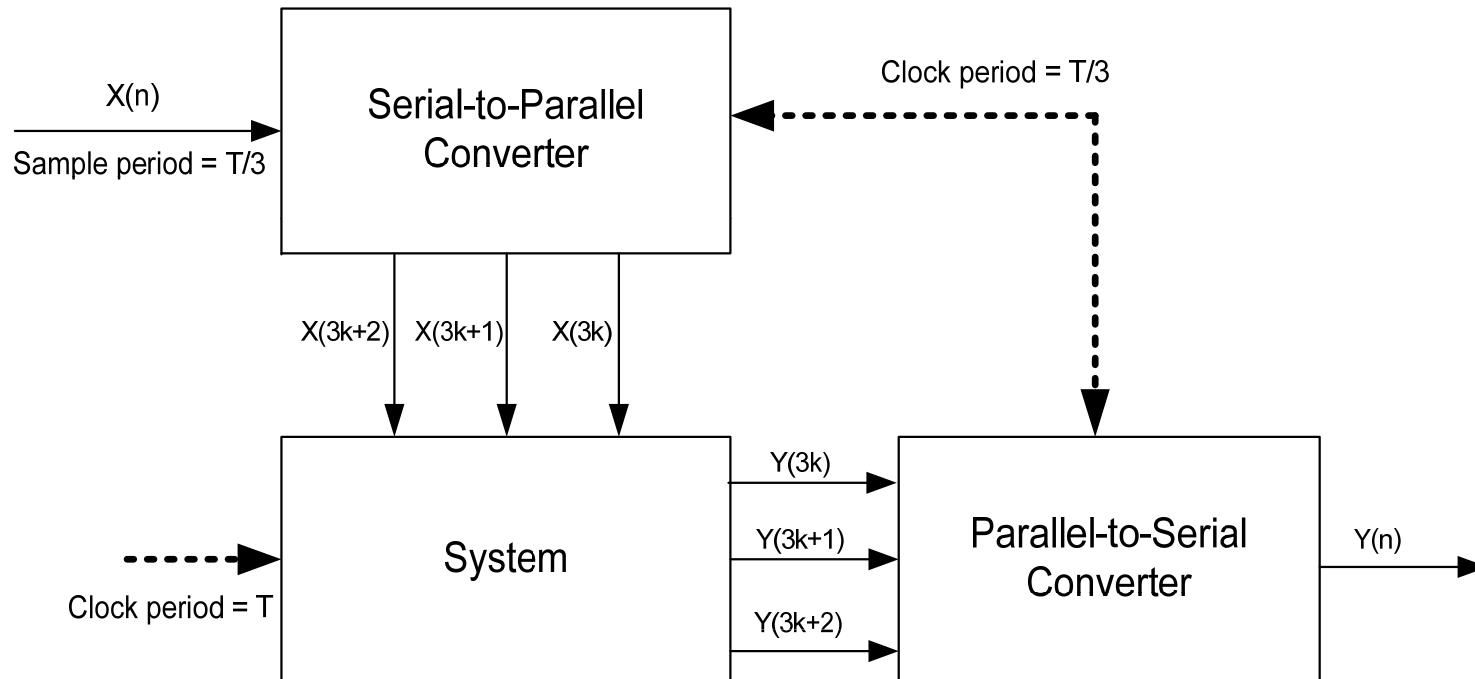 X(n)
Sample period = T/3
Serial-to-Parallel
Converter
Clock period = T/3
X(3k+2)
X(3k+1)
X(3k)
System
Clock period = T
Y(3k)
Y(3k+1)
Y(3k+2)
Parallel-to-Serial
Converter
Y(n)